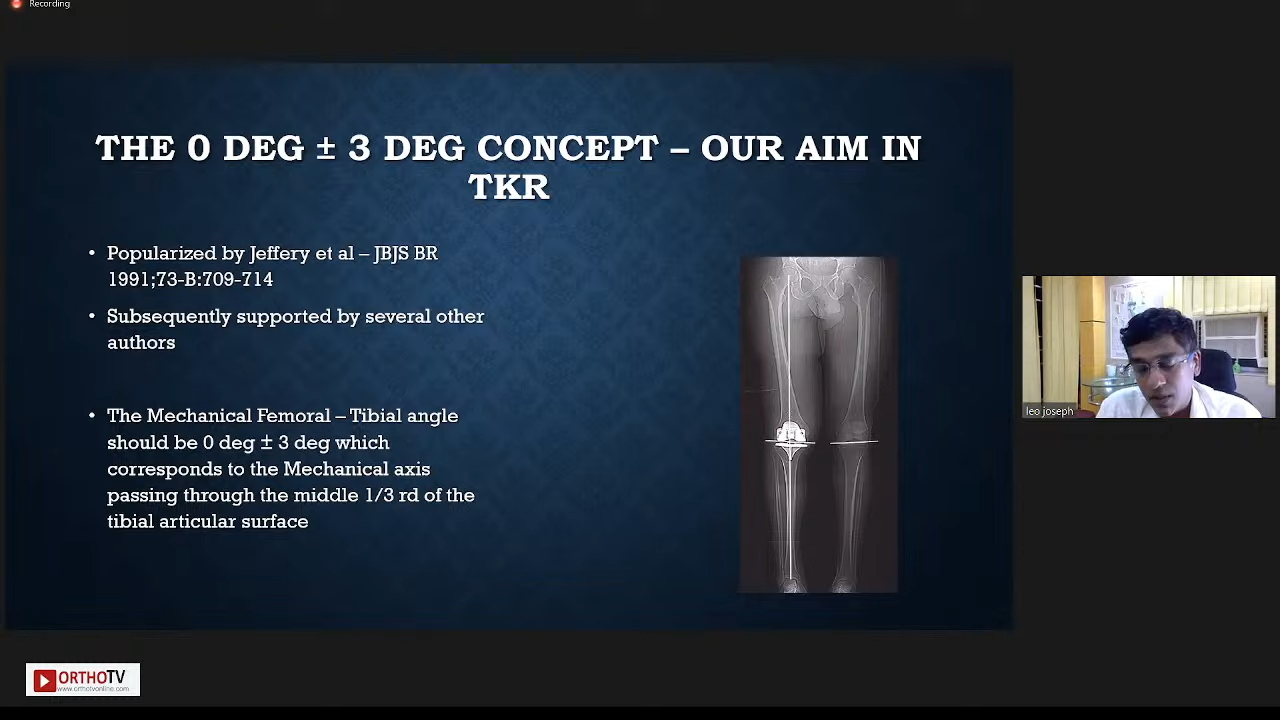 Recording
THE 0 DEG ± 3 DEG CONCEPT – OUR AIM IN
TKR
• Popularized by Jeffery et al – JBJS BR
1991;73-B:709-714
• Subsequently supported by several other
authors
• The Mechanical Femoral – Tibial angle
should be 0 deg ± 3 deg which
corresponds to the Mechanical axis
passing through the middle 1/3 rd of the
tibial articular surface
leo joseph
ORTHOTV
www.orthotvonline.com